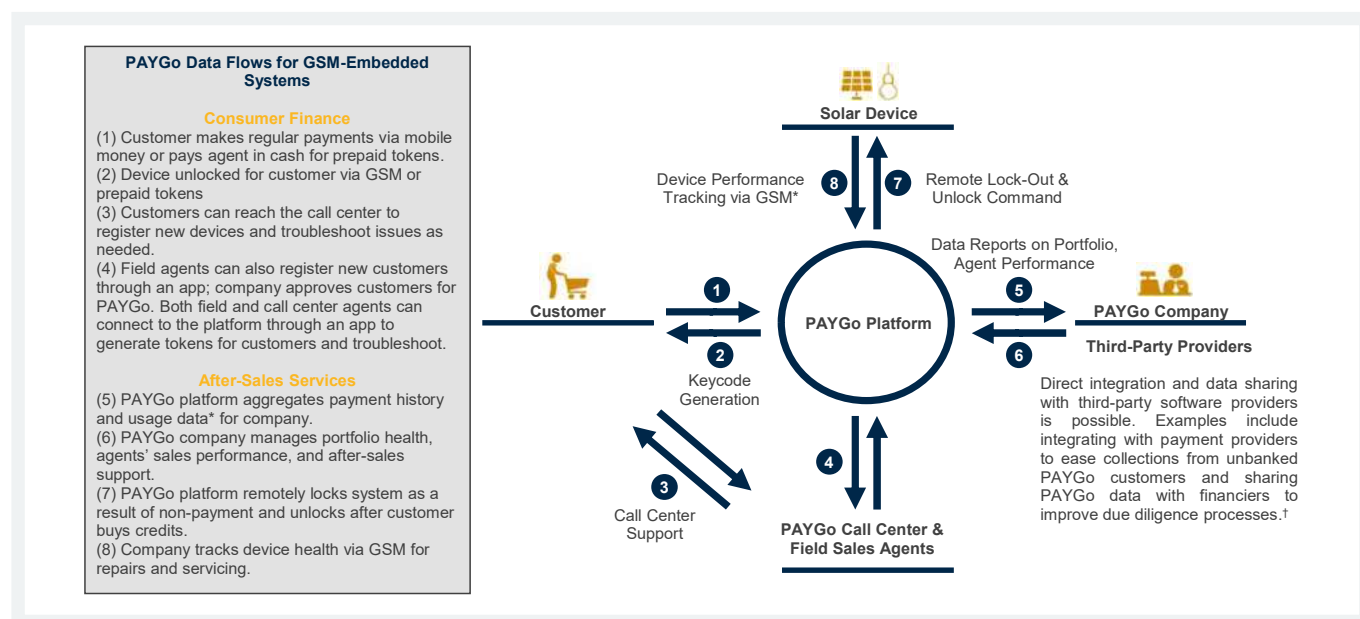 PAYGo Data Flows for GSM-Embedded
Systems
Consumer Finance
(1) Customer makes regular payments via mobile
money or pays agent in cash for prepaid tokens.
(2) Device unlocked for customer via GSM or
prepaid tokens
(3) Customers can reach the call center to
register new devices and troubleshoot issues as
needed.
(4) Field agents can also register new customers
through an app; company approves customers for
PAYGo. Both field and call center agents can
connect to the platform through an app to
generate tokens for customers and troubleshoot.
After-Sales Services
(5) PAYGo platform aggregates payment history
and usage data* for company.
(6) PAYGo company manages portfolio health,
agents' sales performance, and after-sales
support.
(7) PAYGo platform remotely locks system as a
result of non-payment and unlocks after customer
buys credits.
(8) Company tracks device health via GSM for
repairs and servicing.
Solar Device
Device Performance
Tracking via GSM*
8
7
Remote Lock-Out &
Unlock Command
Customer
1
2
Keycode
Generation
PAYGo Platform
Data Reports on Portfolio,
Agent Performance
5
6
PAYGo Company
Third-Party Providers
Direct integration and data sharing
with third-party software providers
is possible. Examples include
integrating with payment providers
to ease collections from unbanked
PAYGo customers and sharing
PAYGo data with financiers to
improve due diligence processes.†
3
Call Center
Support
4
PAYGo Call Center &
Field Sales Agents